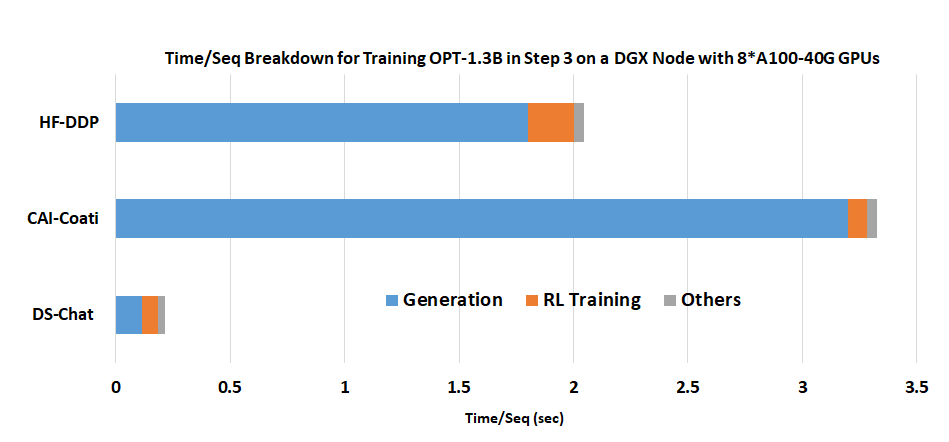 Time/Seq Breakdown for Training OPT-1.3B in Step 3 on a DGX Node with 8*A100-40G GPUs
HF-DDP
CAI-Coati
DS-Chat
Generation RL Training Others
0 0.5 1 1.5 2 2.5 3 3.5
Time/Seq (sec)